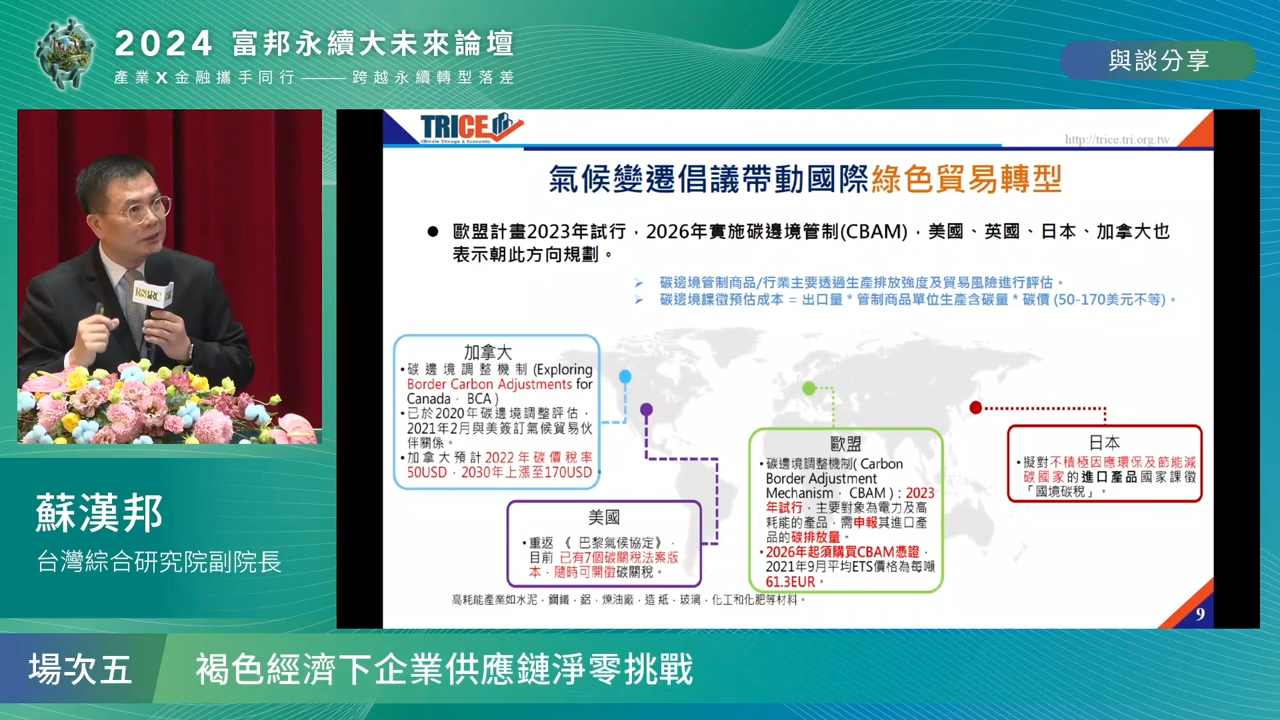 2024 富邦永續大未來論壇
產業X金融攜手同行——跨越永續轉型落差
與談分享
TRICE
Climate Change & Economic
http://trice.tri.org.tw
氣候變遷倡議帶動國際綠色貿易轉型
● 歐盟計畫2023年試行，2026年實施碳邊境管制(CBAM)，美國、英國、日本、加拿大也
表示朝此方向規劃。
➢ 碳邊境管制商品/行業主要透過生產排放強度及貿易風險進行評估。
➢ 碳邊境課徵預估成本 = 出口量 * 管制商品單位生產含碳量 * 碳價 (50-170美元不等)。
加拿大
•碳邊境調整機制(Exploring
Border Carbon Adjustments for
Canada， BCA)
•已於2020年碳邊境調整評估，
2021年2月與美簽訂氣候貿易伙
伴關係。
•加拿大預計2022年碳價稅率
50USD，2030年上漲至170USD。
美國
•重返《 巴黎氣候協定》，
目前 已有7個碳關稅法案版
本，隨時可開徵碳關稅。
歐盟
•碳邊境調整機制( Carbon
Border Adjustment
Mechanism， CBAM)：2023
年試行，主要對象為電力及高
耗能的產品，需申報其進口產
品的碳排放量。
•2026年起須購買CBAM憑證，
2021年9月平均ETS價格為每噸
61.3EUR。
日本
•擬對不積極因應環保及節能減
碳國家的進口產品國家課徵
「國境碳稅」。
高耗能產業如水泥，鋼鐵，鋁，煉油廠，造紙，玻璃，化工和化肥等材料。
9
RSPRC
蘇漢邦
台灣綜合研究院副院長
場次五
褐色經濟下企業供應鏈淨零挑戰